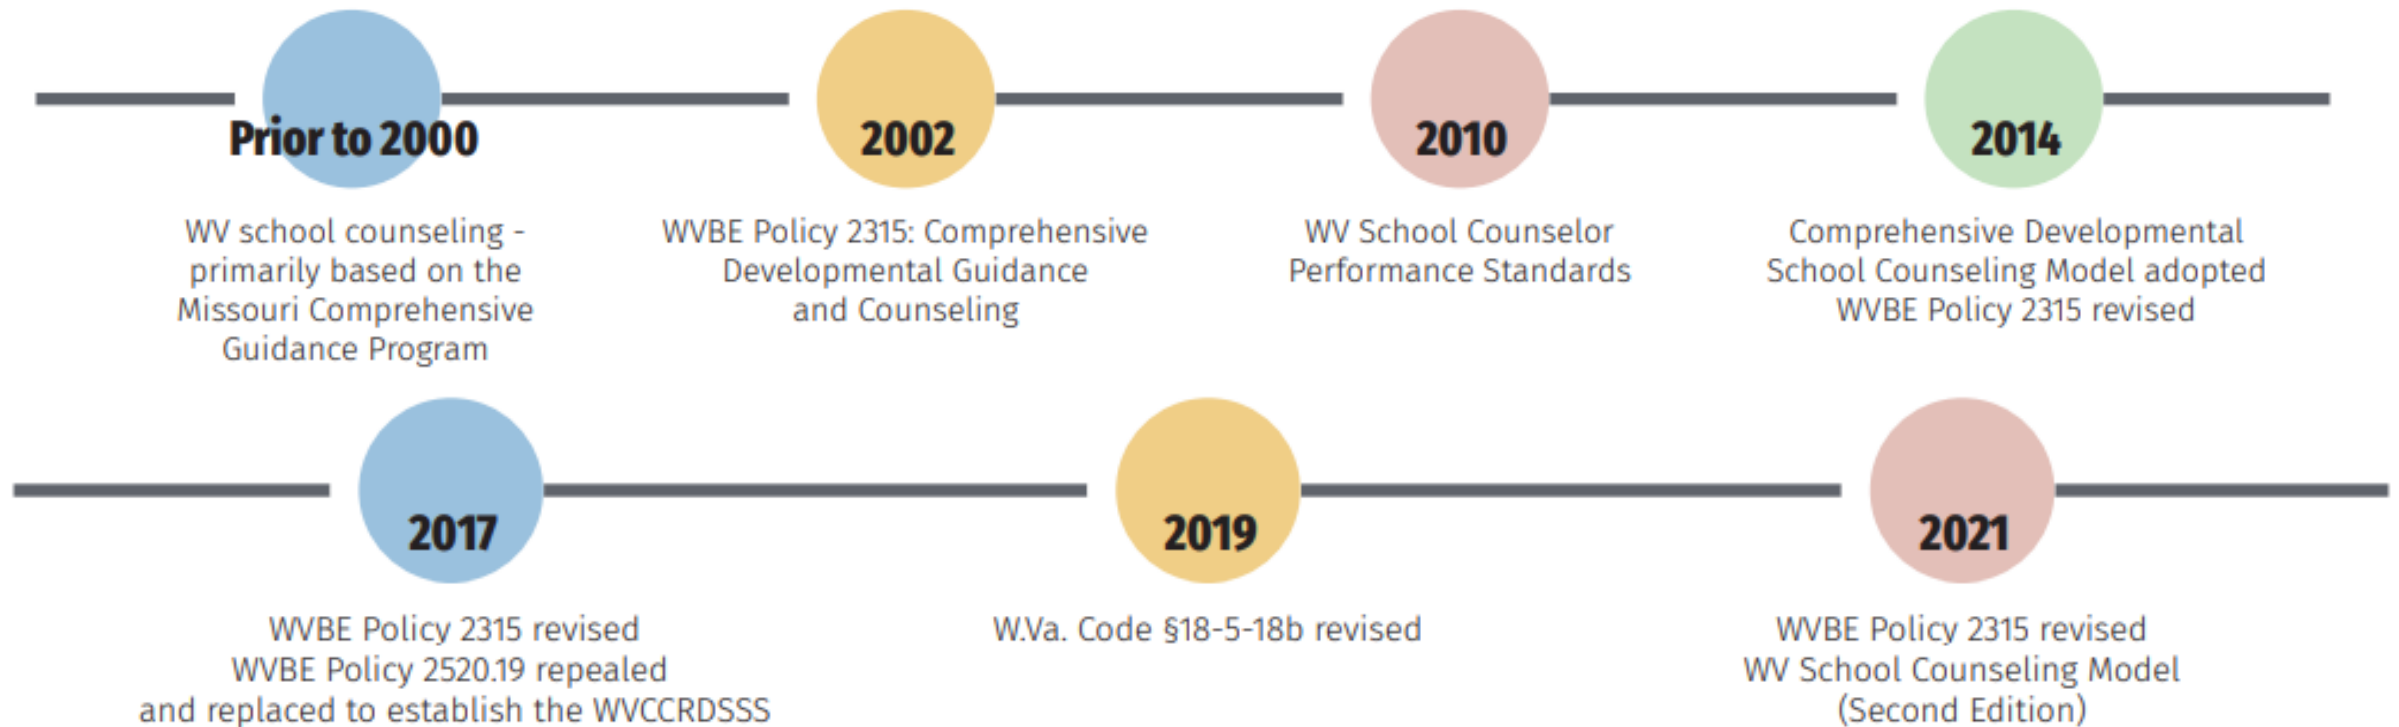 Prior to 2000
WV school counseling -
primarily based on the
Missouri Comprehensive
Guidance Program
2002
WVBE Policy 2315: Comprehensive
Developmental Guidance
and Counseling
2010
WV School Counselor
Performance Standards
2014
Comprehensive Developmental
School Counseling Model adopted
WVBE Policy 2315 revised
2017
WVBE Policy 2315 revised
WVBE Policy 2520.19 repealed
and replaced to establish the WVCCRDSSS
2019
W.Va. Code §18-5-18b revised
2021
WVBE Policy 2315 revised
WV School Counseling Model
(Second Edition)